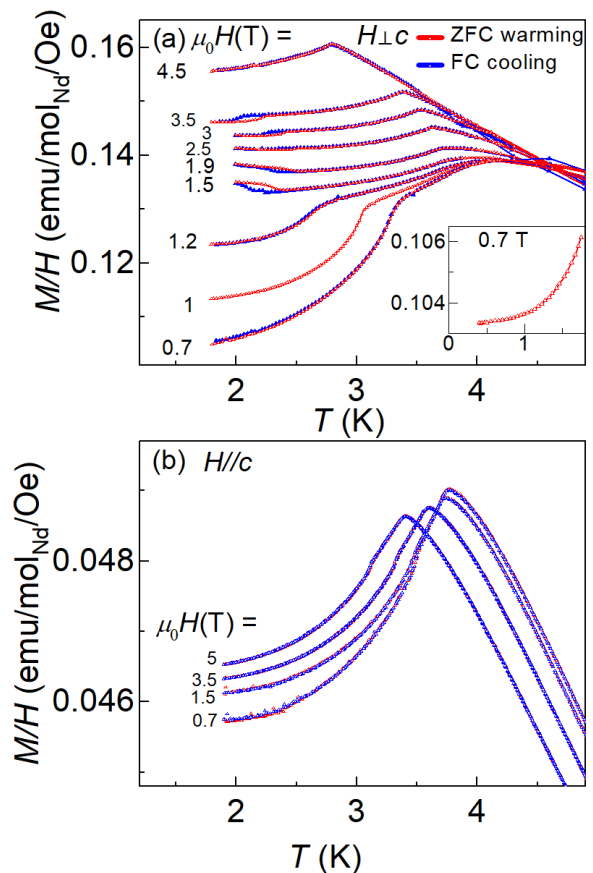 (a) μ₀H(T) = H⊥c ZFC warming
FC cooling
4.5
3.5
3
2.5
1.9
1.5
1.2
1
0.7
0.16
0.14
0.12
M/H (emu/mol_Nd/Oe)
2 3 4
T (K)
0.7 T
0.106
0.104
0 1
(b) H//c
μ₀H(T) =
5
3.5
1.5
0.7
0.048
0.046
M/H (emu/mol_Nd/Oe)
2 3 4
T (K)